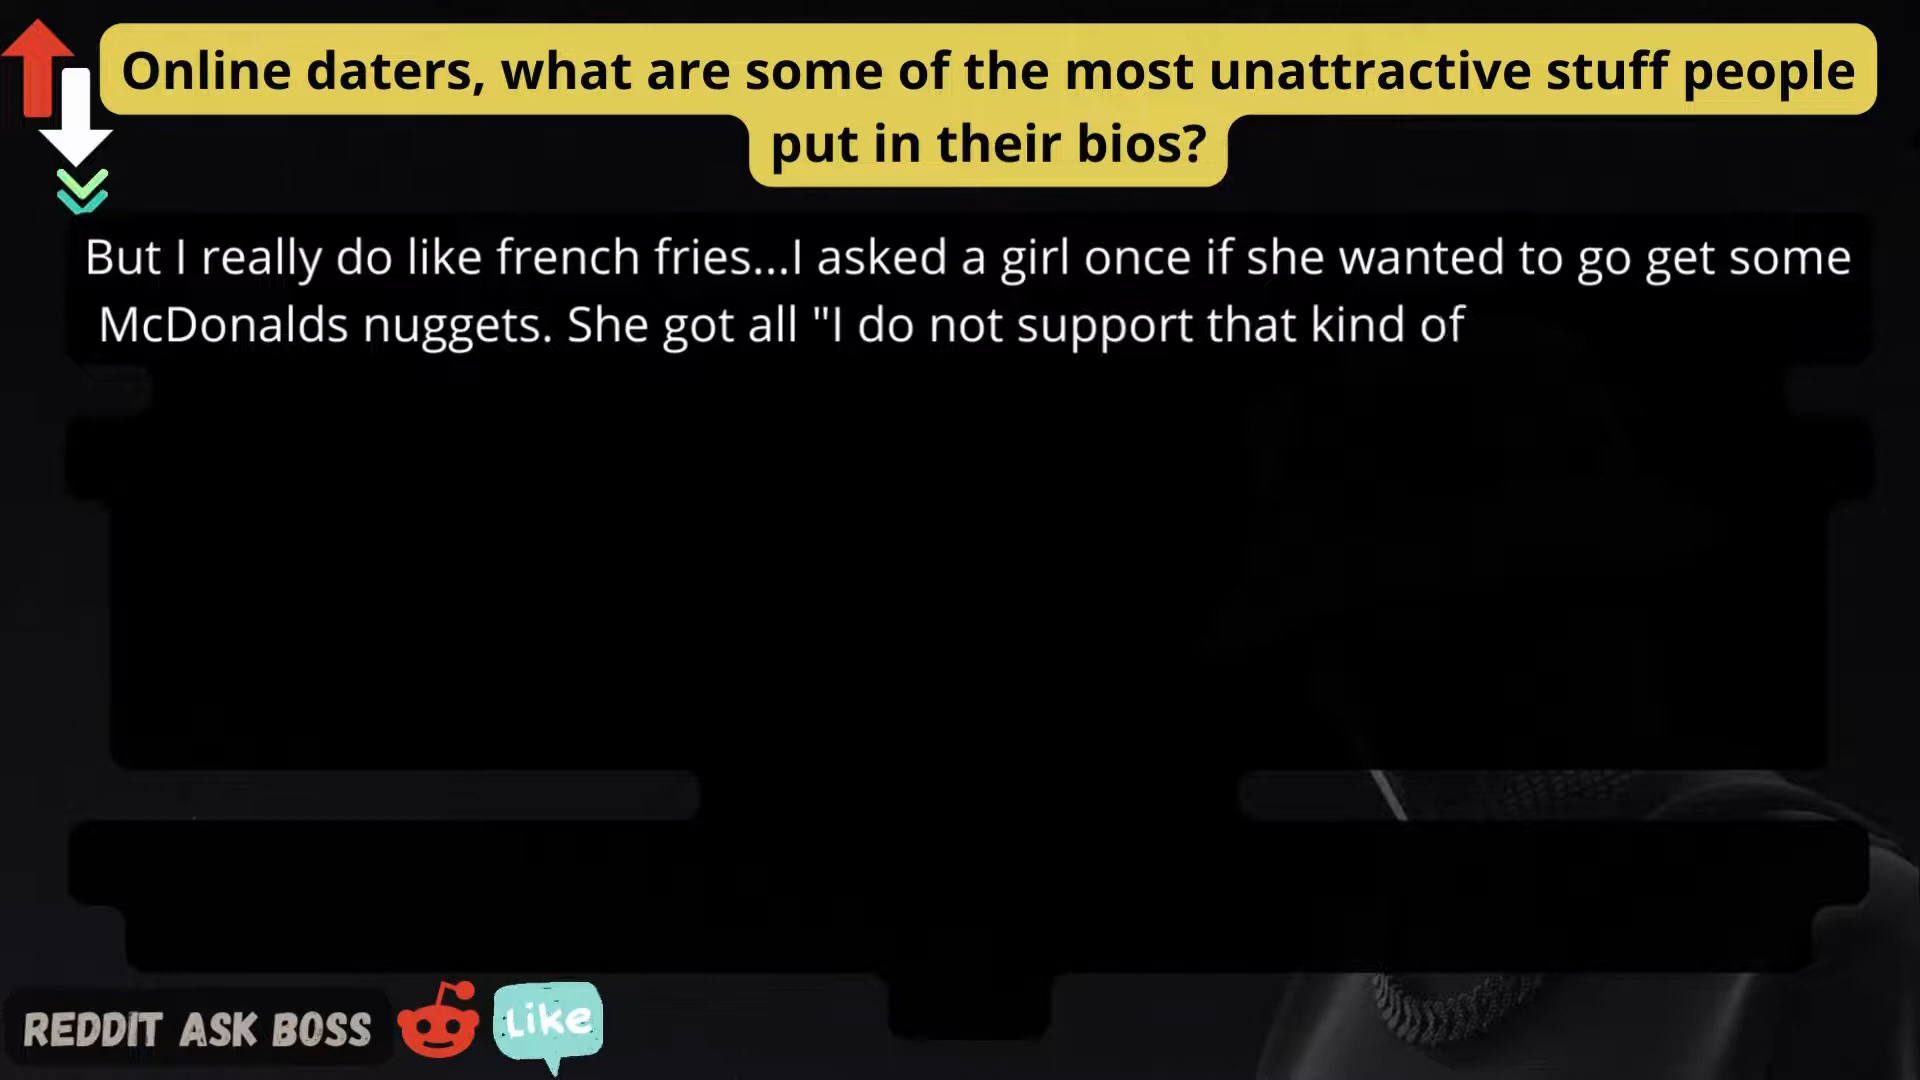 Online daters, what are some of the most unattractive stuff people
put in their bios?
But I really do like french fries...I asked a girl once if she wanted to go get some
McDonalds nuggets. She got all "I do not support that kind of
REDDIT ASK BOSS
Like